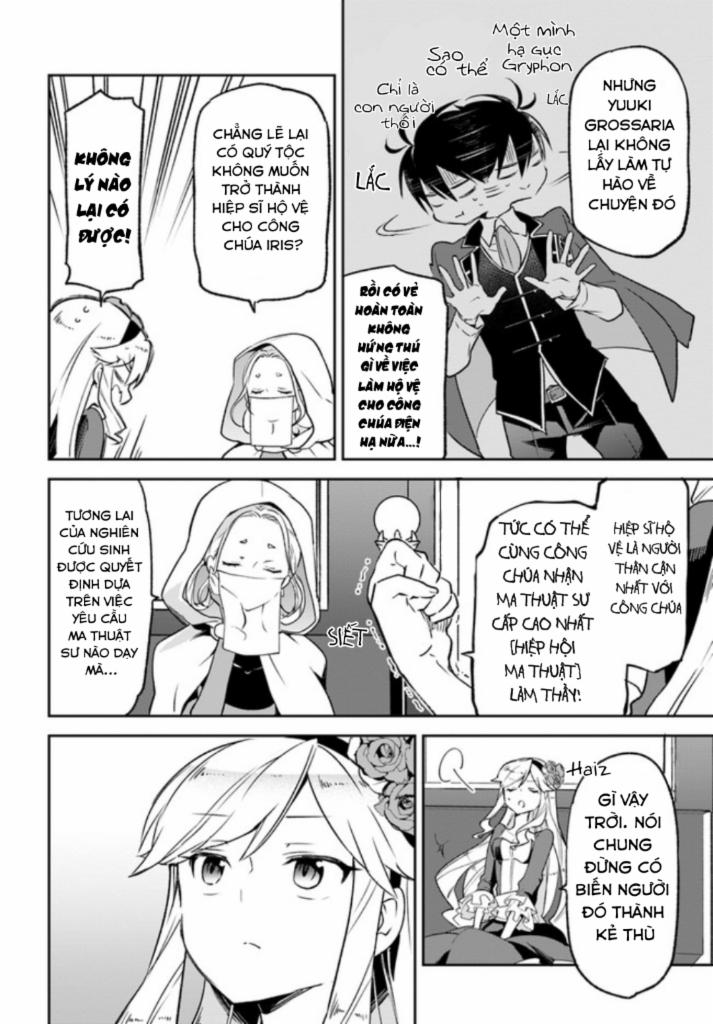 NHƯNG
YUUKI
GROSSARIA
LẠI KHÔNG
LẤY LÀM TỰ
HÀO VỀ
CHUYỆN ĐÓ
Một mình
hạ gục
Gryphon
Sao
có thể
Chỉ là
con người
thôi
LẮC
LẮC
RỒI CÓ VẺ
HOÀN TOÀN
KHÔNG
HỨNG THÚ
GÌ VỀ VIỆC
LÀM HỘ VỆ
CHO CÔNG
CHÚA ĐIỆN
HẠ NỮA...!
CHẲNG LẼ LẠI
CÓ QUÝ TỘC
KHÔNG MUỐN
TRỞ THÀNH
HIỆP SĨ HỘ VỆ
CHO CÔNG
CHÚA IRIS?
KHÔNG
LÝ NÀO
LẠI CÓ
ĐƯỢC!
HIỆP SĨ HỘ
VỆ LÀ NGƯỜI
THÂN CẬN
NHẤT VỚI
CÔNG CHÚA
TỨC CÓ THỂ
CÙNG CÔNG
CHÚA NHẬN
MA THUẬT SƯ
CẤP CAO NHẤT
[HIỆP HỘI
MA THUẬT]
LÀM THẦY!
SIẾT
TƯƠNG LAI
CỦA NGHIÊN
CỨU SINH
ĐƯỢC QUYẾT
ĐỊNH DỰA
TRÊN VIỆC
YÊU CẦU
MA THUẬT
SƯ NÀO DẠY
MÀ...
Haiz
GÌ VẬY
TRỜI. NÓI
CHUNG
ĐỪNG CÓ
BIẾN NGƯỜI
ĐÓ THÀNH
KẺ THÙ